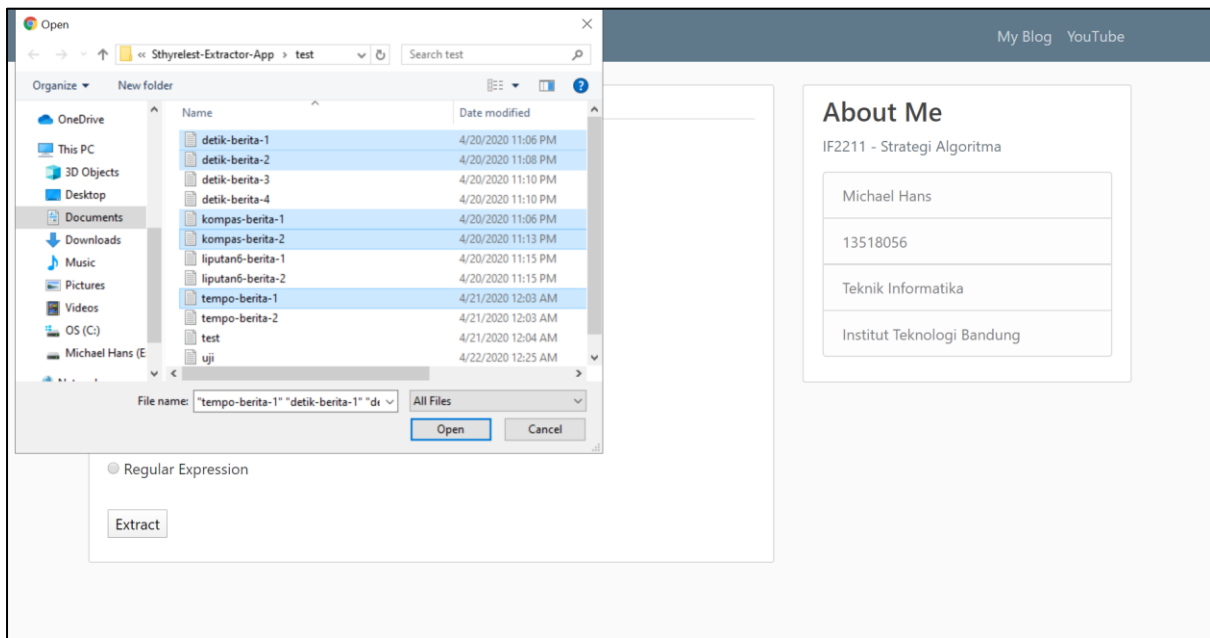 Open
My Blog YouTube
« Sthyrelest-Extractor-App > test
Search test
Organize
New folder
Name
Date modified
OneDrive
This PC
3D Objects
Desktop
Documents
Downloads
Music
Pictures
Videos
OS (C:)
Michael Hans (E
detik-berita-1 4/20/2020 11:06 PM
detik-berita-2 4/20/2020 11:08 PM
detik-berita-3 4/20/2020 11:10 PM
detik-berita-4 4/20/2020 11:10 PM
kompas-berita-1 4/20/2020 11:06 PM
kompas-berita-2 4/20/2020 11:13 PM
liputan6-berita-1 4/20/2020 11:15 PM
liputan6-berita-2 4/20/2020 11:15 PM
tempo-berita-1 4/21/2020 12:03 AM
tempo-berita-2 4/21/2020 12:03 AM
test 4/21/2020 12:04 AM
uji 4/22/2020 12:25 AM
File name: "tempo-berita-1" "detik-berita-1" "de
All Files
Open
Cancel
Regular Expression
Extract
About Me
IF2211 - Strategi Algoritma
Michael Hans
13518056
Teknik Informatika
Institut Teknologi Bandung